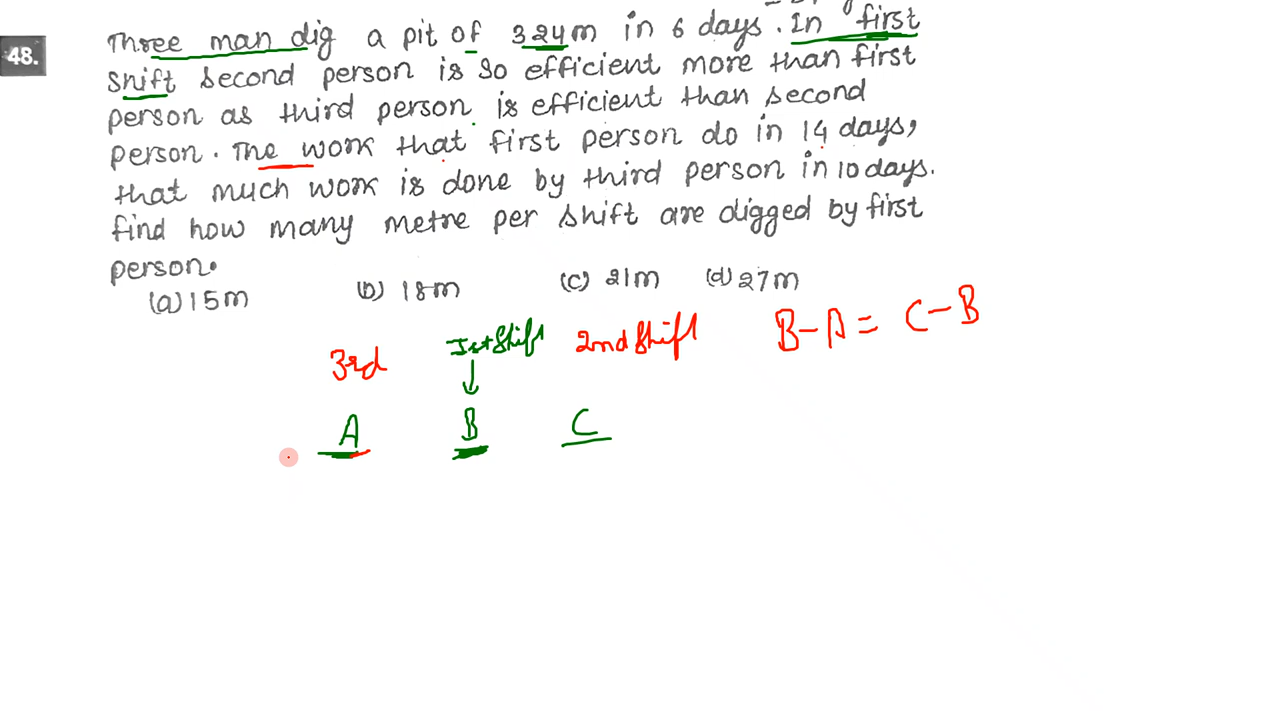 48.
Three man dig a pit of 324m in 6 days. In first
shift second person is so efficient more than first
person as third person is efficient than second
person. The work that first person do in 14 days,
that much work is done by third person in 10 days.
find how many metre per shift are digged by first
person.
(a) 15m (b) 18m (c) 21m (d) 27m
3rd Ist shift 2nd shift B-A = C-B
A B C